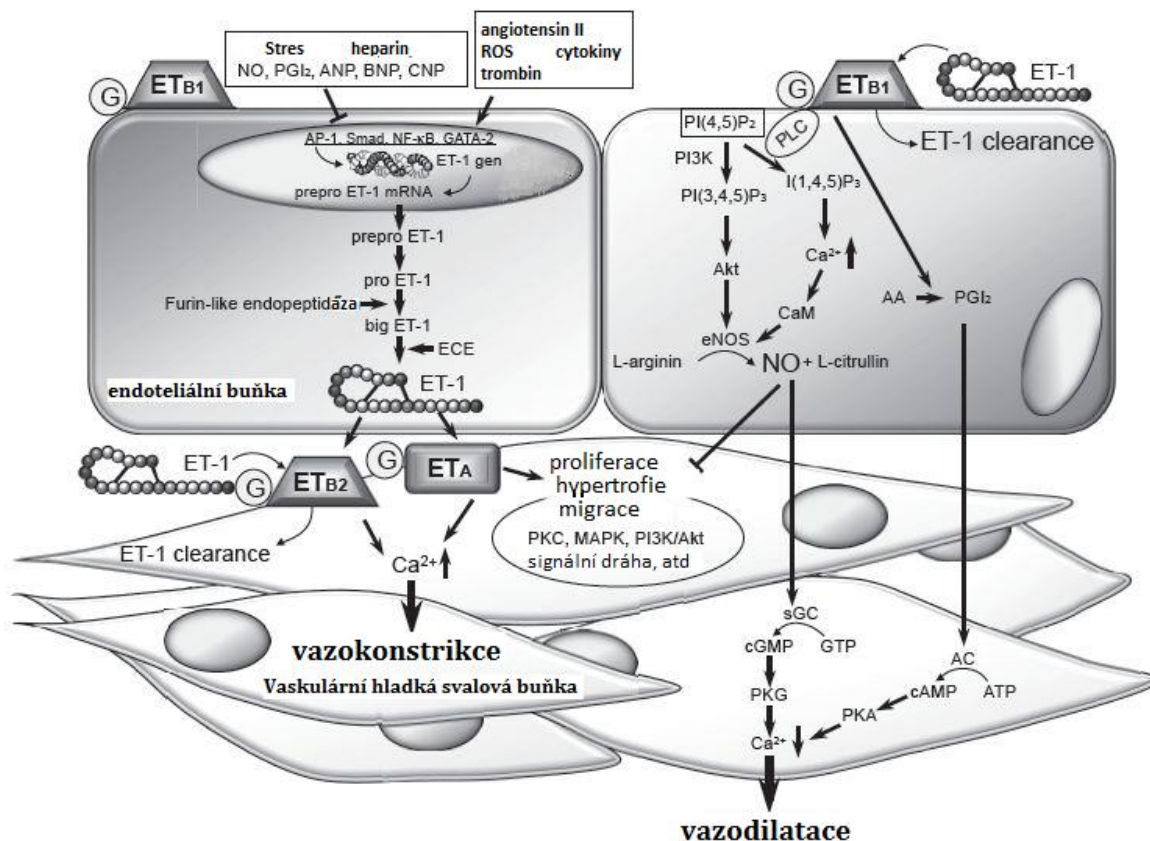 Stres heparin
NO, PGI₂, ANP, BNP, CNP
angiotensin II
ROS cytokiny
trombin
G
ETB1
AP-1, Smad, NF-κB, GATA-2
ET-1 gen
prepro ET-1 mRNA
prepro ET-1
pro ET-1
Furin-like endopeptidáza
big ET-1
ECE
ET-1
endoteliální buňka
G
ETB1
ET-1
ET-1 clearance
PI(4,5)P₂
PLC
PI3K
I(1,4,5)P₃
PI(3,4,5)P₃
Ca²⁺
Akt
AA
PGI₂
CaM
eNOS
L-arginin
NO + L-citrullin
ET-1
G
ETB2
G
ETA
ET-1 clearance
Ca²⁺
proliferace
hypertrofie
migrace
PKC, MAPK, PI3K/Akt
signální dráha, atd
vazokonstrikce
Vaskulární hladká svalová buňka
sGC
cGMP
GTP
PKG
AC
cAMP
ATP
PKA
Ca²⁺
vazodilatace